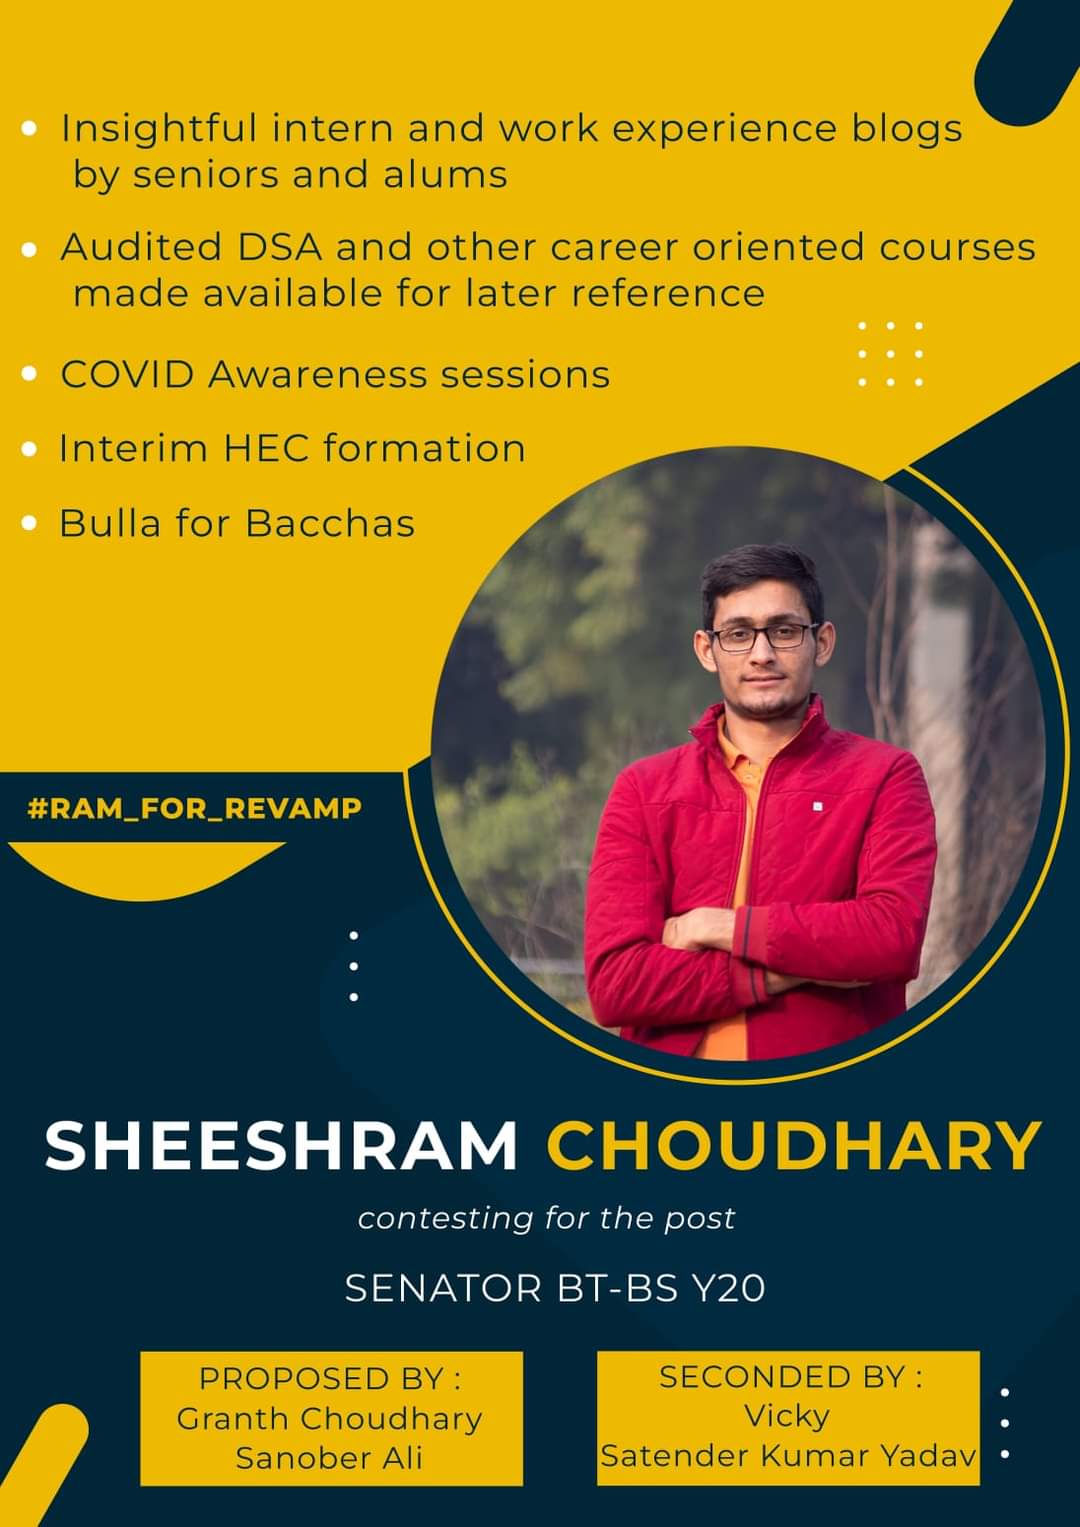 Insightful intern and work experience blogs
by seniors and alums
Audited DSA and other career oriented courses
made available for later reference
COVID Awareness sessions
Interim HEC formation
Bulla for Bacchas
#RAM_FOR_REVAMP
SHEESHRAM CHOUDHARY
contesting for the post
SENATOR BT-BS Y20
PROPOSED BY :
Granth Choudhary
Sanober Ali
SECONDED BY :
Vicky
Satender Kumar Yadav